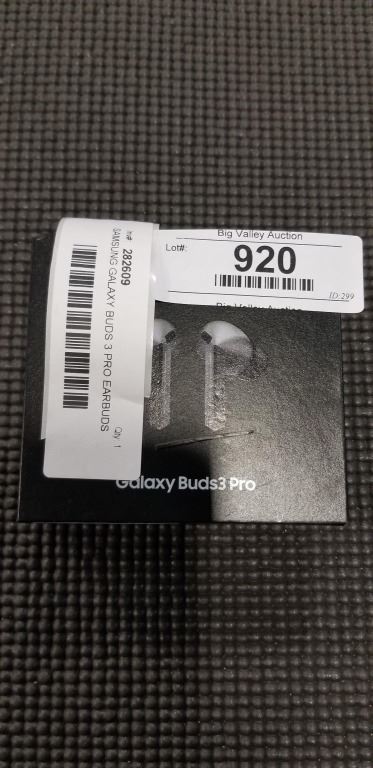 Big Valley Auction
Lot#:
920
ID:299
Big Valley Auction
Inv#
282609
SAMSUNG GALAXY BUDS 3 PRO EARBUDS
Qty: 1
Galaxy Buds3 Pro